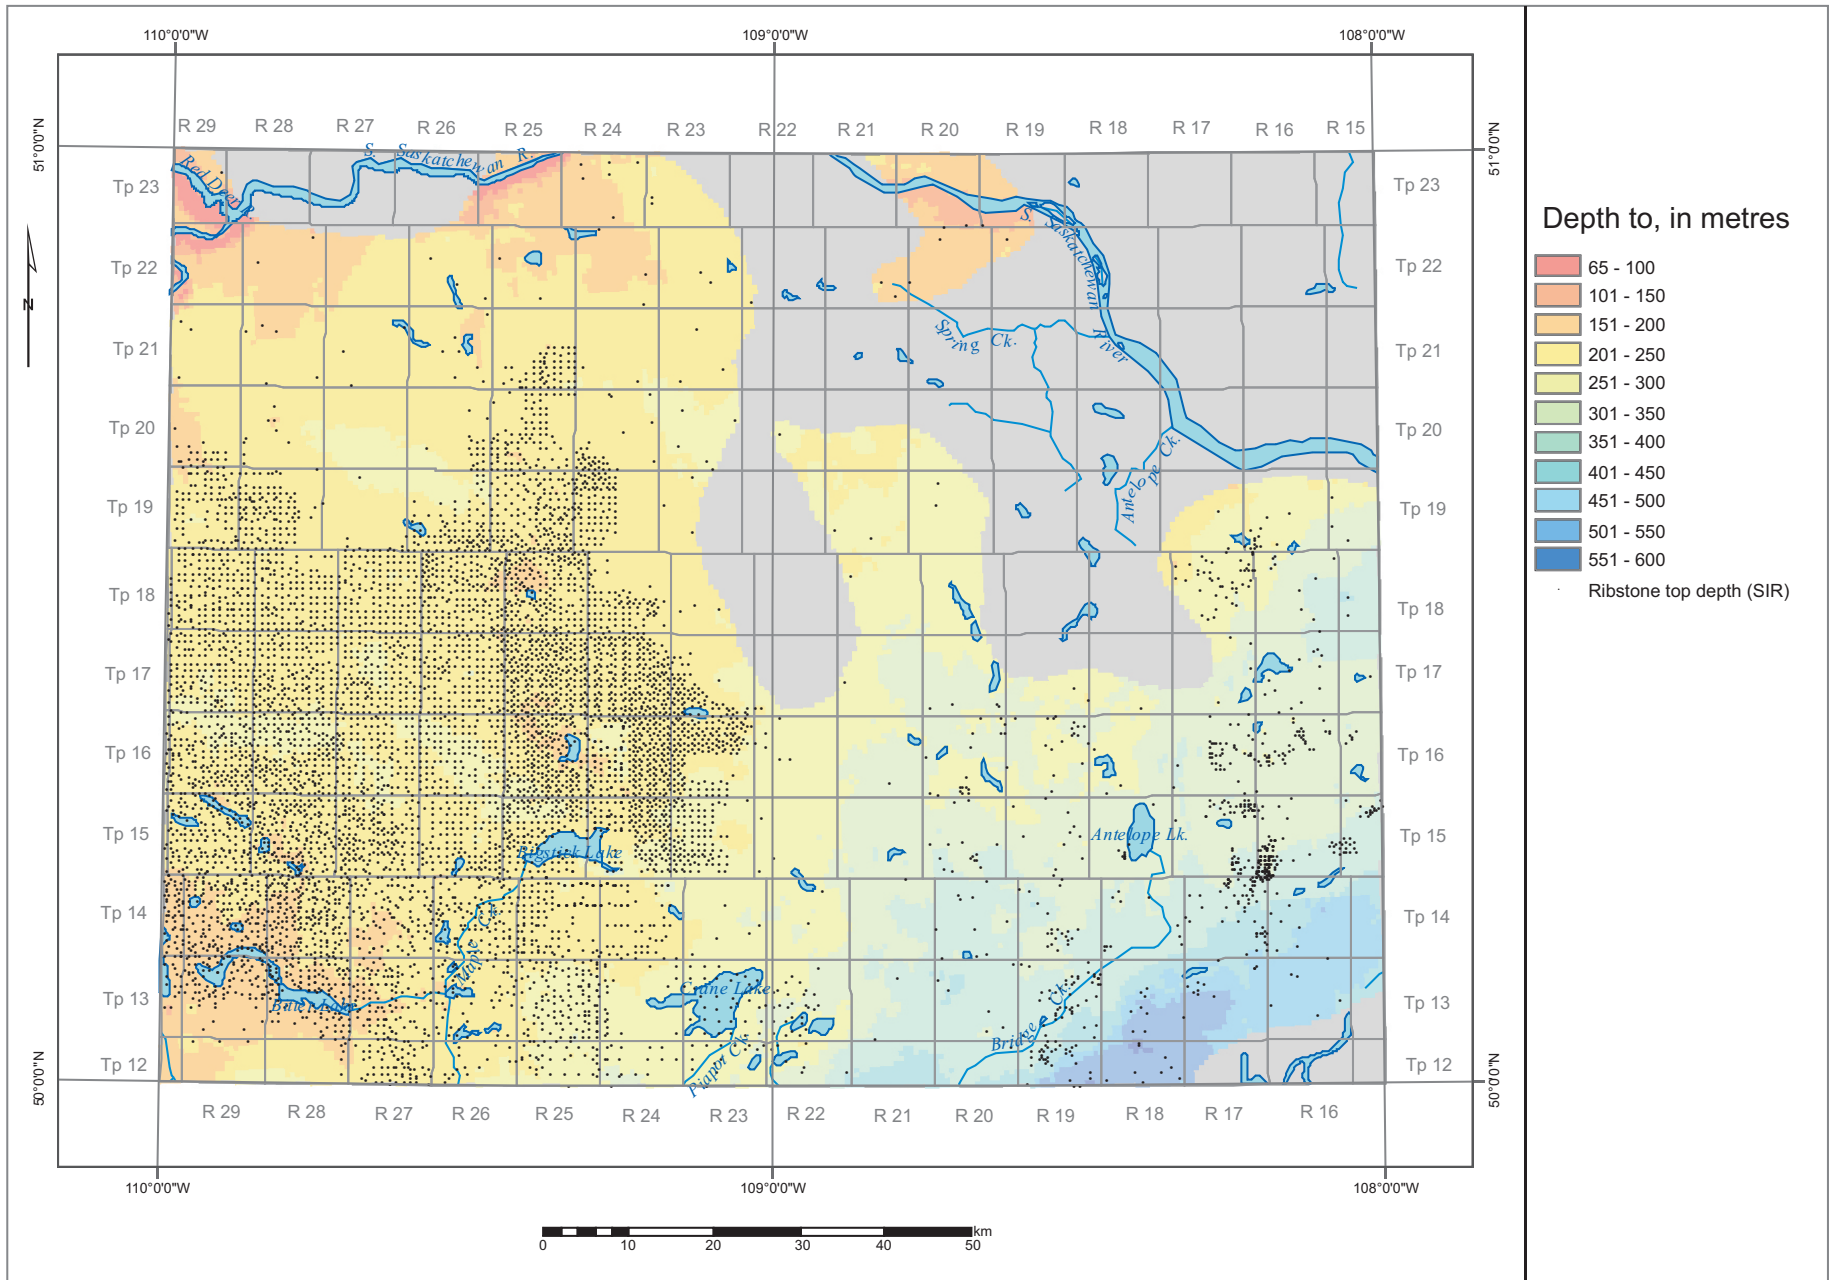 110°0'0"W 109°0'0"W 108°0'0"W
51°0'0"N
51°0'0"N
R 29 R 28 R 27 R 26 R 25 R 24 R 23 R 22 R 21 R 20 R 19 R 18 R 17 R 16 R 15
S. Saskatchewan R.
Red Deer R.
Tp 23 Tp 23
S. Saskatchewan River
Tp 22 Tp 22
Spring Ck.
Tp 21 Tp 21
Tp 20 Tp 20
Antelope Ck.
Tp 19 Tp 19
Tp 18 Tp 18
Tp 17 Tp 17
Tp 16 Tp 16
Tp 15 Tp 15
Bigstick Lake
Antelope Lk.
Tp 14 Tp 14
Maple Ck.
Tp 13 Tp 13
Crane Lake
Bridge Ck.
Piapot Ck.
Tp 12 Tp 12
50°0'0"N
50°0'0"N
R 29 R 28 R 27 R 26 R 25 R 24 R 23 R 22 R 21 R 20 R 19 R 18 R 17 R 16
110°0'0"W 109°0'0"W 108°0'0"W
N
km
0 10 20 30 40 50
Depth to, in metres
65 - 100
101 - 150
151 - 200
201 - 250
251 - 300
301 - 350
351 - 400
401 - 450
451 - 500
501 - 550
551 - 600
Ribstone top depth (SIR)